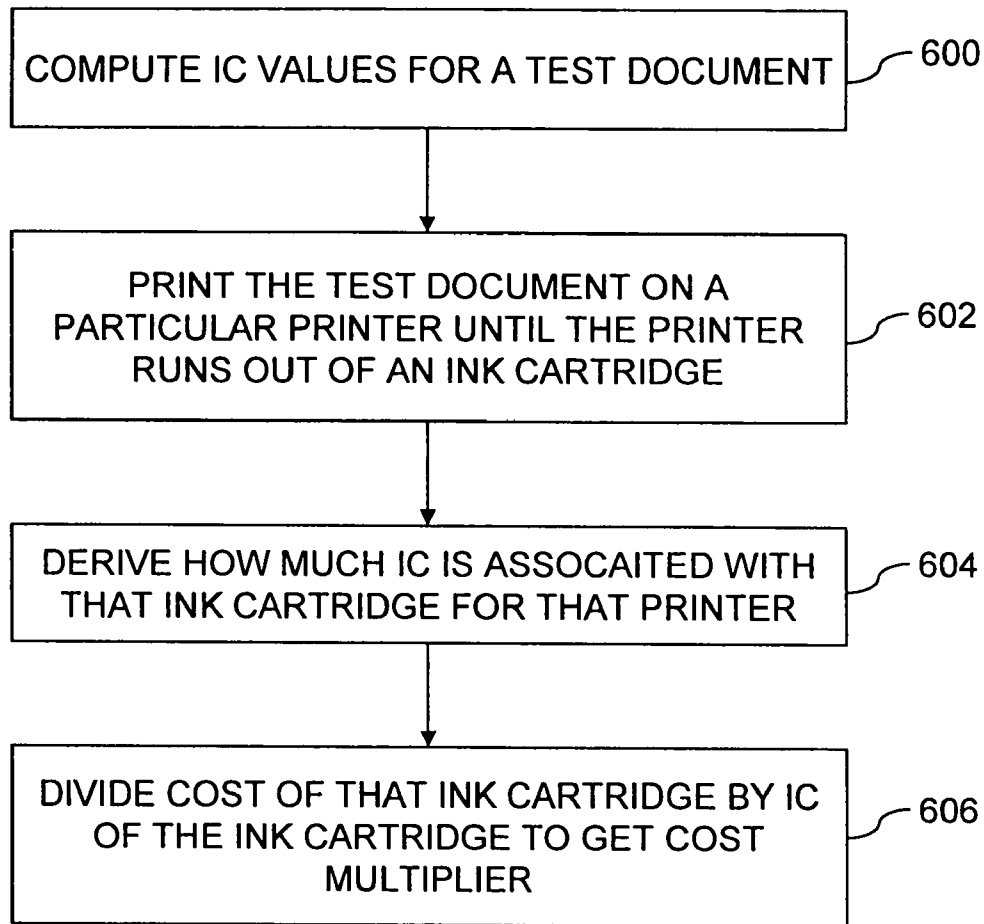 COMPUTE IC VALUES FOR A TEST DOCUMENT
600
PRINT THE TEST DOCUMENT ON A
PARTICULAR PRINTER UNTIL THE PRINTER
RUNS OUT OF AN INK CARTRIDGE
602
DERIVE HOW MUCH IC IS ASSOCAITED WITH
THAT INK CARTRIDGE FOR THAT PRINTER
604
DIVIDE COST OF THAT INK CARTRIDGE BY IC
OF THE INK CARTRIDGE TO GET COST
MULTIPLIER
606